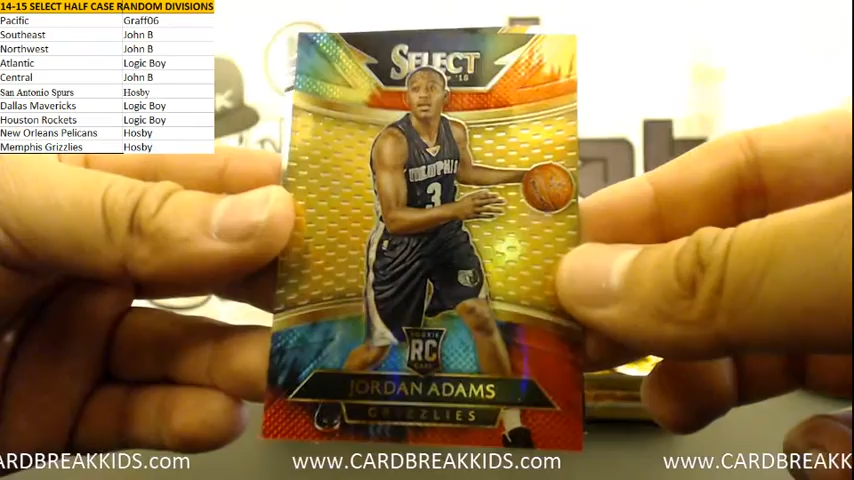 14-15 SELECT HALF CASE RANDOM DIVISIONS
Pacific Graff06
Southeast John B
Northwest John B
Atlantic Logic Boy
Central John B
San Antonio Spurs Hosby
Dallas Mavericks Logic Boy
Houston Rockets Logic Boy
New Orleans Pelicans Hosby
Memphis Grizzlies Hosby
SELECT
MEMPHIS
3
ROOKIE
RC
CARD
JORDAN ADAMS
GRIZZLIES
ARDBREAKKIDS.com www.CARDBREAKKIDS.com www.CARDBREAKK